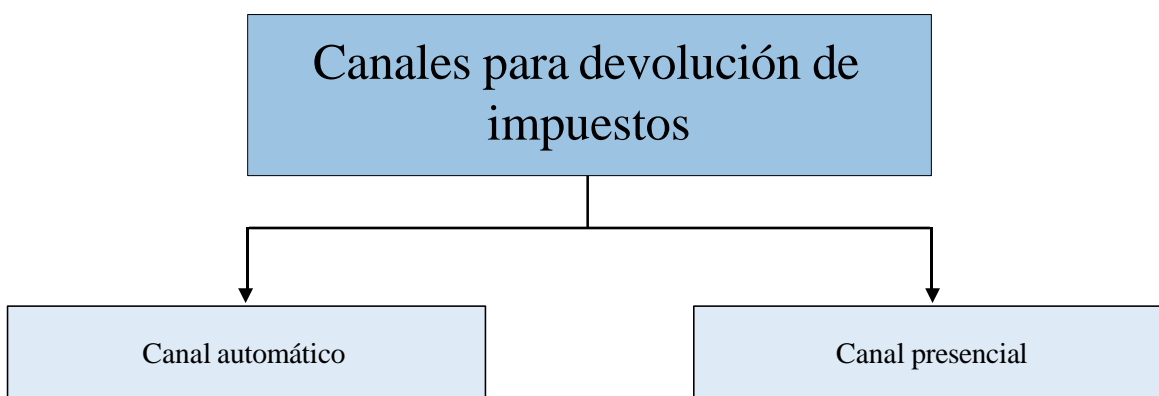 Canales para devolución de
impuestos
Canal automático
Canal presencial